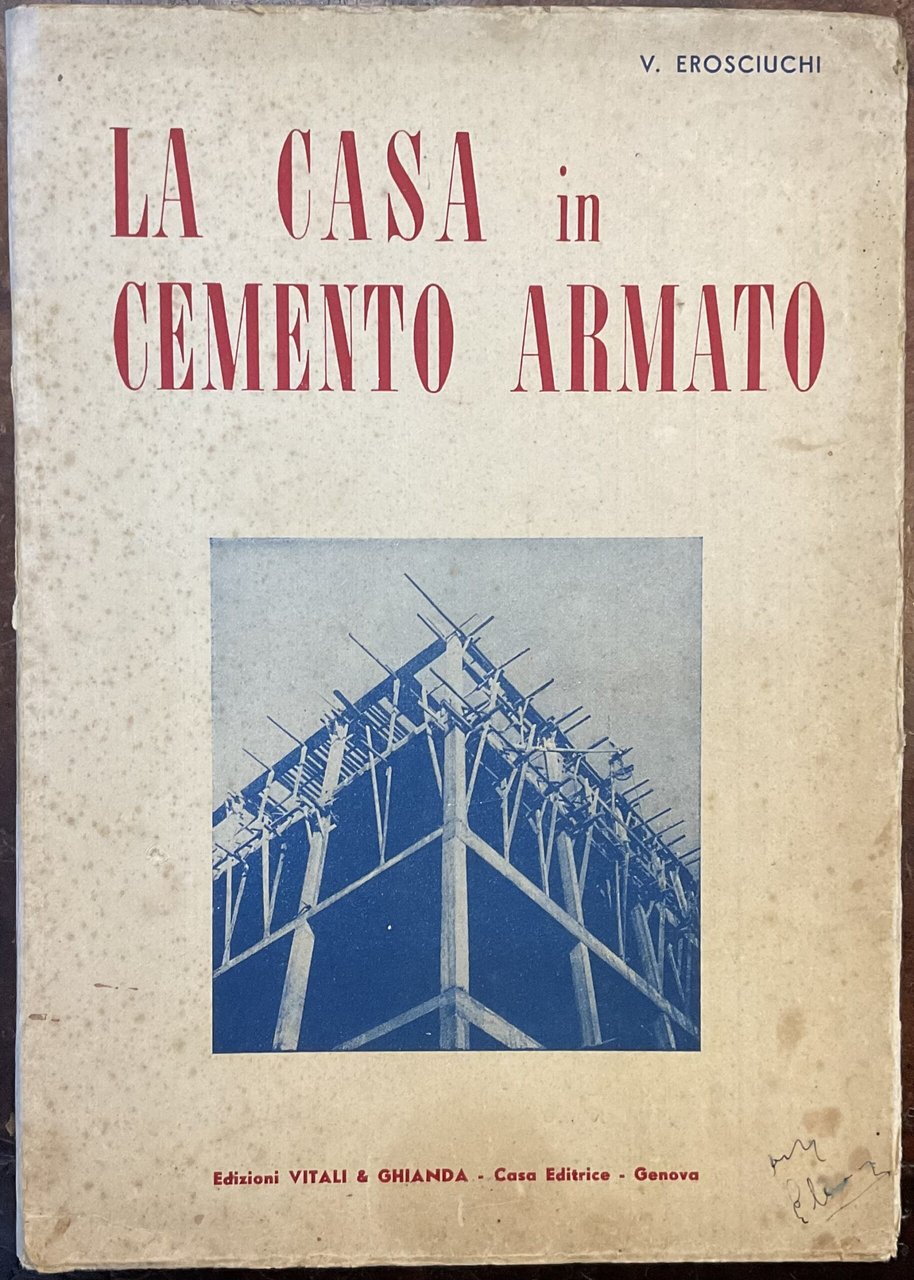 V. EROSCIUCHI
LA CASA in
CEMENTO ARMATO
Edizioni VITALI & GHIANDA - Casa Editrice - Genova